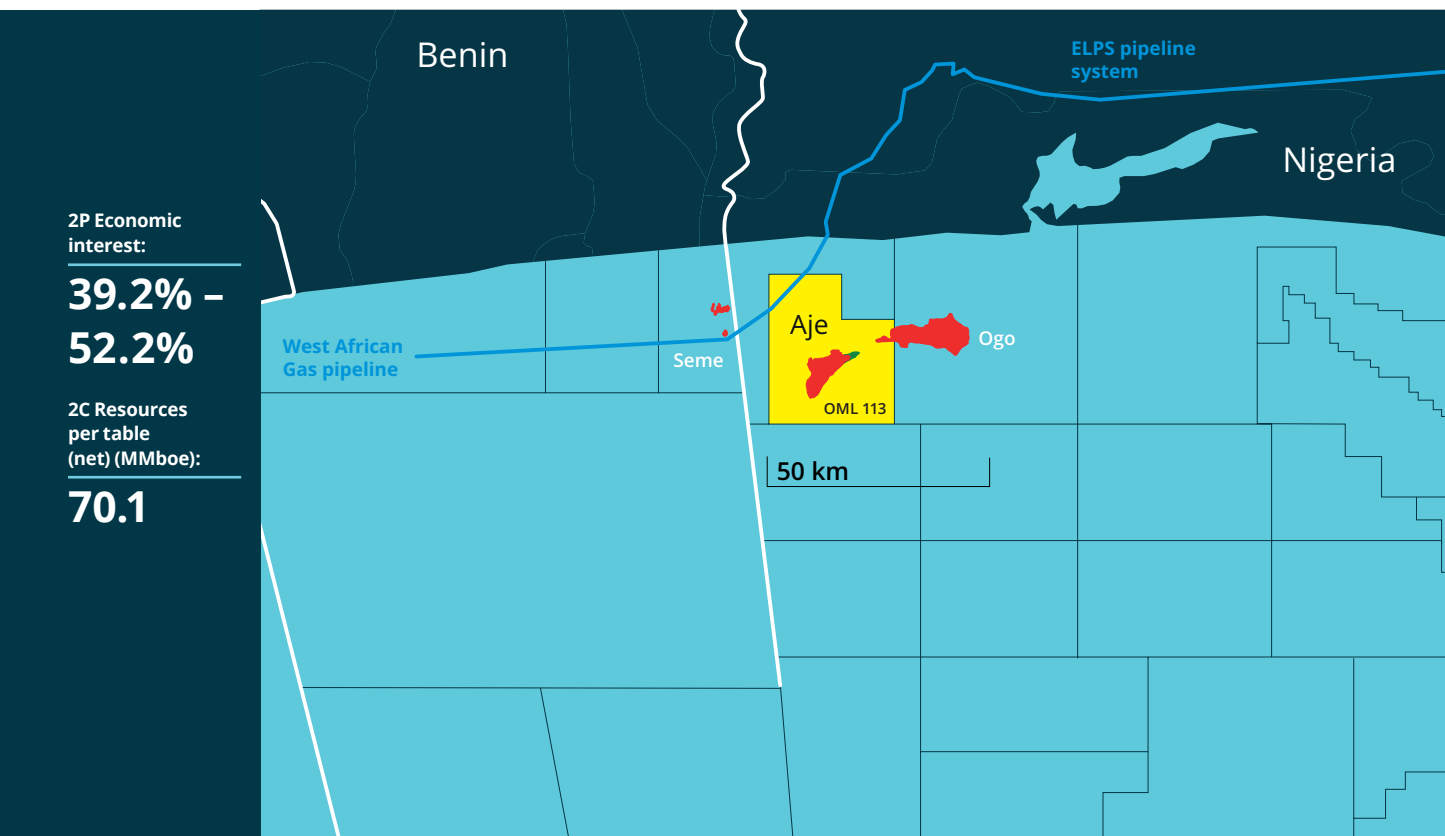 2P Economic
interest:
39.2% –
52.2%
2C Resources
per table
(net) (MMboe):
70.1
Benin
ELPS pipeline
system
Nigeria
West African
Gas pipeline
Seme
Aje
Ogo
OML 113
50 km